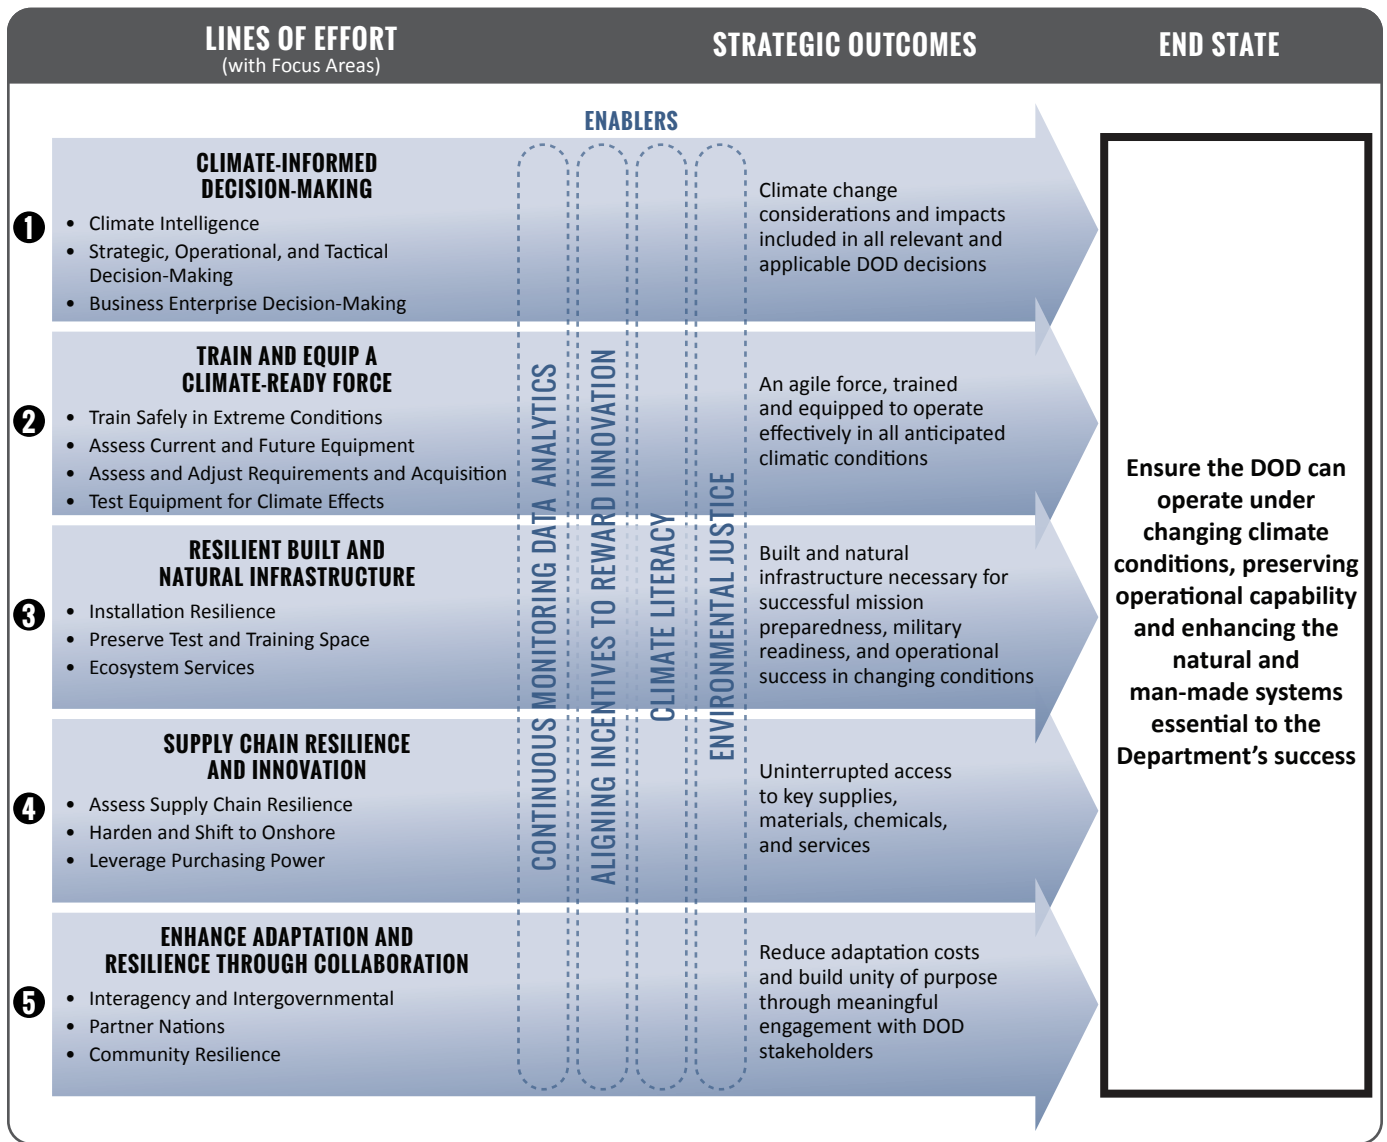 LINES OF EFFORT
(with Focus Areas)
STRATEGIC OUTCOMES
END STATE
ENABLERS
1
CLIMATE-INFORMED
DECISION-MAKING
• Climate Intelligence
• Strategic, Operational, and Tactical
Decision-Making
• Business Enterprise Decision-Making
Climate change
considerations and impacts
included in all relevant and
applicable DOD decisions
2
TRAIN AND EQUIP A
CLIMATE-READY FORCE
• Train Safely in Extreme Conditions
• Assess Current and Future Equipment
• Assess and Adjust Requirements and Acquisition
• Test Equipment for Climate Effects
An agile force, trained
and equipped to operate
effectively in all anticipated
climatic conditions
3
RESILIENT BUILT AND
NATURAL INFRASTRUCTURE
• Installation Resilience
• Preserve Test and Training Space
• Ecosystem Services
Built and natural
infrastructure necessary for
successful mission
preparedness, military
readiness, and operational
success in changing conditions
4
SUPPLY CHAIN RESILIENCE
AND INNOVATION
• Assess Supply Chain Resilience
• Harden and Shift to Onshore
• Leverage Purchasing Power
Uninterrupted access
to key supplies,
materials, chemicals,
and services
5
ENHANCE ADAPTATION AND
RESILIENCE THROUGH COLLABORATION
• Interagency and Intergovernmental
• Partner Nations
• Community Resilience
Reduce adaptation costs
and build unity of purpose
through meaningful
engagement with DOD
stakeholders
CONTINUOUS MONITORING DATA ANALYTICS
ALIGNING INCENTIVES TO REWARD INNOVATION
CLIMATE LITERACY
ENVIRONMENTAL JUSTICE
Ensure the DOD can
operate under
changing climate
conditions, preserving
operational capability
and enhancing the
natural and
man-made systems
essential to the
Department's success